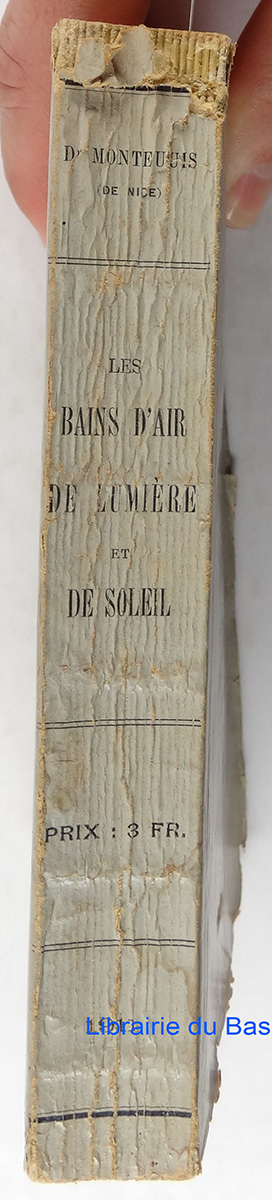 Dr MONTEUUIS
(DE NICE)
LES
BAINS D'AIR
DE LUMIÈRE
ET
DE SOLEIL
PRIX : 3 FR.
Librairie du Bas